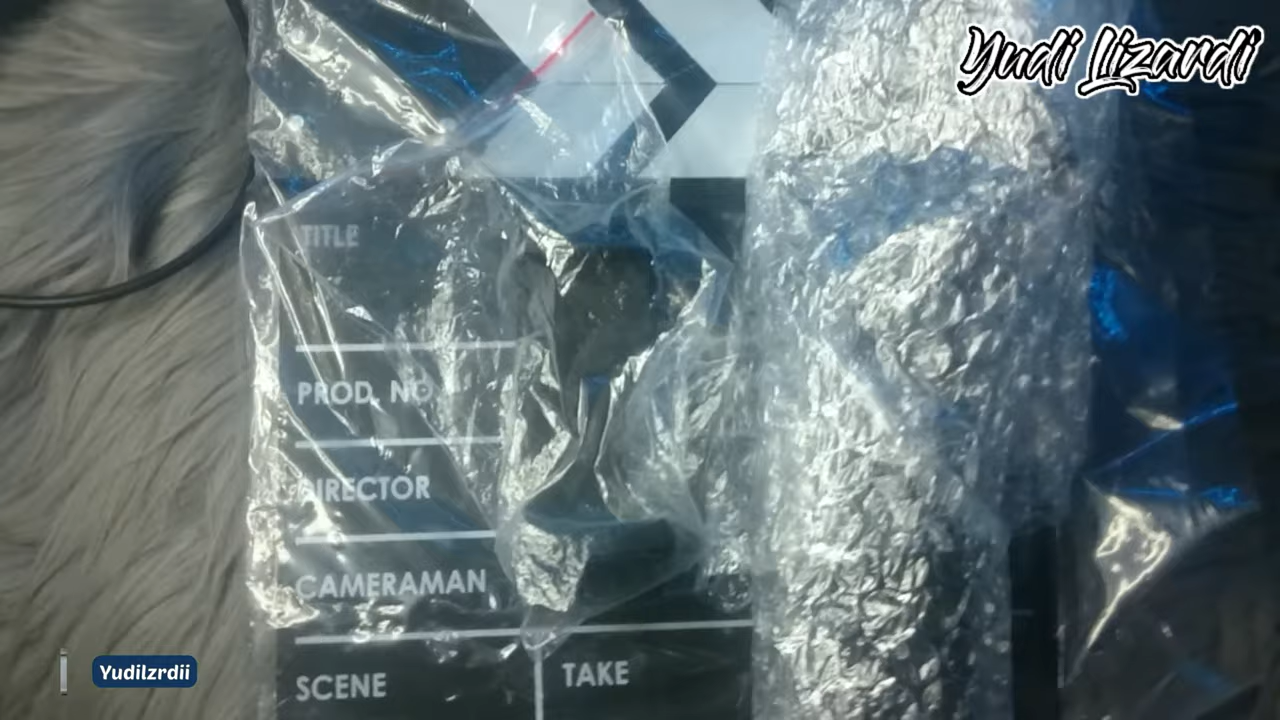 Yudi Lizardi
TITLE
PROD. NO
DIRECTOR
CAMERAMAN
SCENE
TAKE
Yudilzrdii